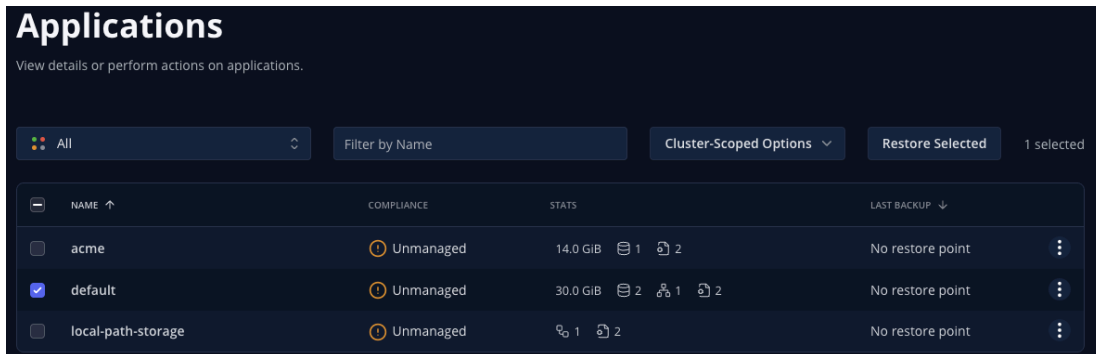 Applications
View details or perform actions on applications.
All Filter by Name Cluster-Scoped Options Restore Selected 1 selected
NAME COMPLIANCE STATS LAST BACKUP
acme Unmanaged 14.0 GiB 1 2 No restore point
default Unmanaged 30.0 GiB 2 1 2 No restore point
local-path-storage Unmanaged 1 2 No restore point